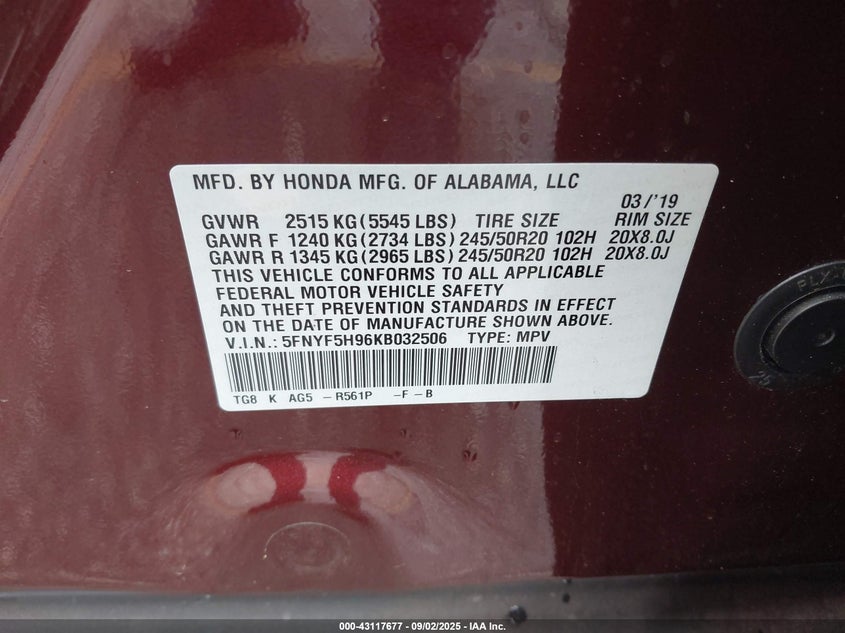 MFD. BY HONDA MFG. OF ALABAMA, LLC
03/'19
GVWR 2515 KG (5545 LBS) TIRE SIZE RIM SIZE
GAWR F 1240 KG (2734 LBS) 245/50R20 102H 20X8.0J
GAWR R 1345 KG (2965 LBS) 245/50R20 102H 20X8.0J
THIS VEHICLE CONFORMS TO ALL APPLICABLE
FEDERAL MOTOR VEHICLE SAFETY
AND THEFT PREVENTION STANDARDS IN EFFECT
ON THE DATE OF MANUFACTURE SHOWN ABOVE.
V.I.N.: 5FNYF5H96KB032506 TYPE: MPV
TG8 K AG5 -R561P -F-B
000-43117677 - 09/02/2025 - IAA Inc.